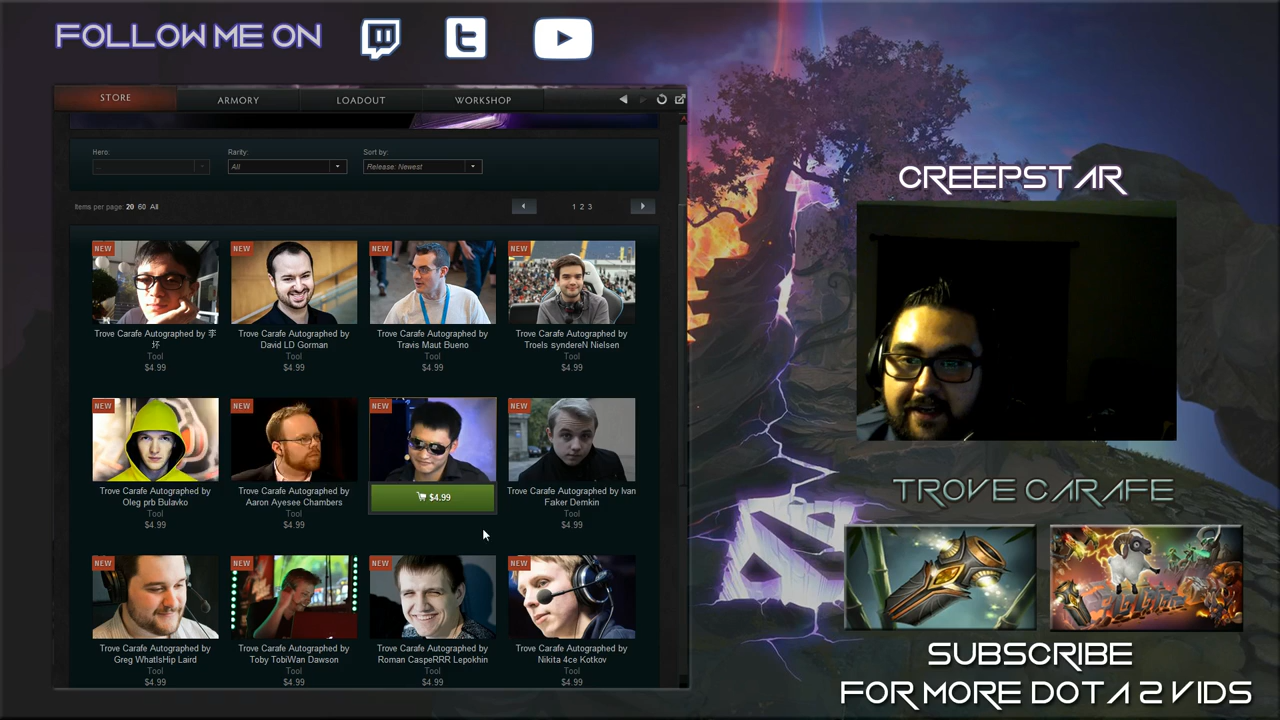 FOLLOW ME ON
STORE
ARMORY
LOADOUT
WORKSHOP
Hero:
Rarity:
Sort by:
...
All
Release: Newest
Items per page: 20 60 All
1 2 3
NEW
NEW
NEW
NEW
Trove Carafe Autographed by 李
坏
Tool
$4.99
Trove Carafe Autographed by
David LD Gorman
Tool
$4.99
Trove Carafe Autographed by
Travis Maut Bueno
Tool
$4.99
Trove Carafe Autographed by
Troels syndereN Nielsen
Tool
$4.99
NEW
NEW
NEW
NEW
Trove Carafe Autographed by
Oleg prb Bulavko
Tool
$4.99
Trove Carafe Autographed by
Aaron Ayesee Chambers
Tool
$4.99
$4.99
Trove Carafe Autographed by Ivan
Faker Demkin
Tool
$4.99
NEW
NEW
NEW
NEW
Trove Carafe Autographed by
Greg WhatIsHip Laird
Tool
$4.99
Trove Carafe Autographed by
Toby TobiWan Dawson
Tool
$4.99
Trove Carafe Autographed by
Roman CaspeRRR Lepokhin
Tool
$4.99
Trove Carafe Autographed by
Nikita 4ce Kotkov
Tool
$4.99
CREEPSTAR
TROVE CARAFE
SUBSCRIBE
FOR MORE DOTA 2 VIDS